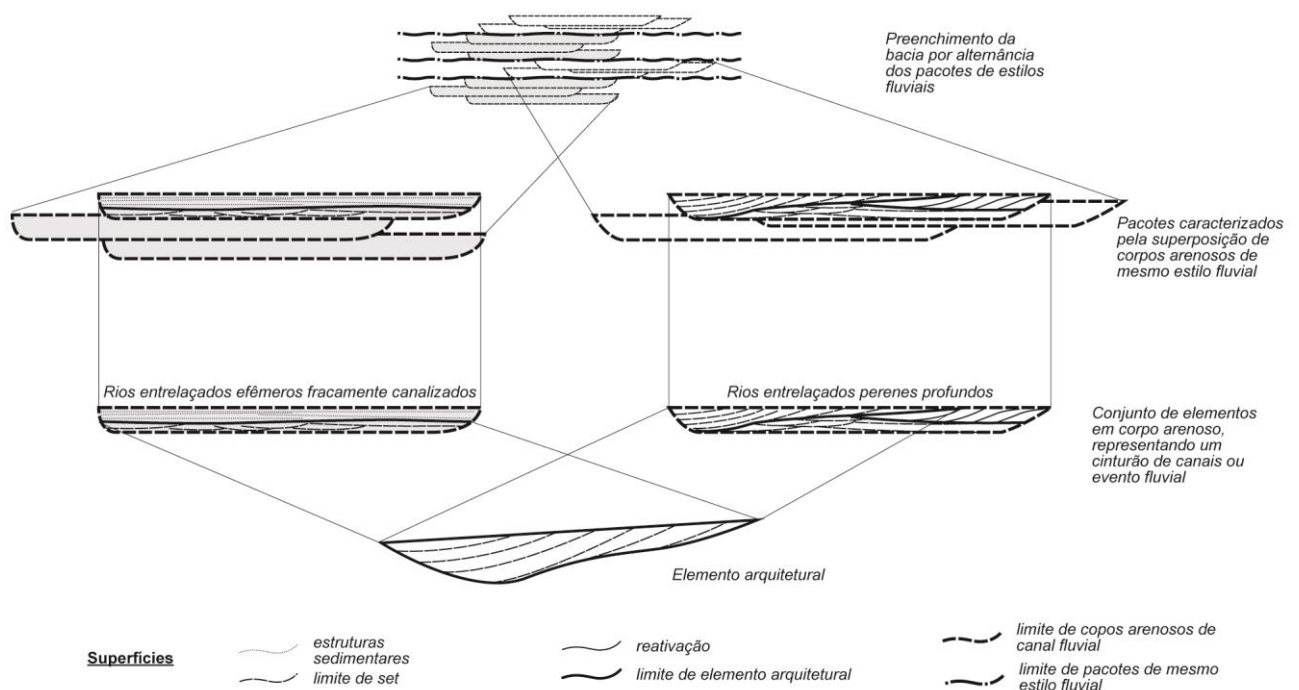 Preenchimento da
bacia por alternância
dos pacotes de estilos
fluviais
Pacotes caracterizados
pela superposição de
corpos arenosos de
mesmo estilo fluvial
Rios entrelaçados efêmeros fracamente canalizados
Rios entrelaçados perenes profundos
Conjunto de elementos
em corpo arenoso,
representando um
cinturão de canais ou
evento fluvial
Elemento arquitetural
Superfícies
estruturas
sedimentares
limite de set
reativação
limite de elemento arquitetural
limite de copos arenosos de
canal fluvial
limite de pacotes de mesmo
estilo fluvial